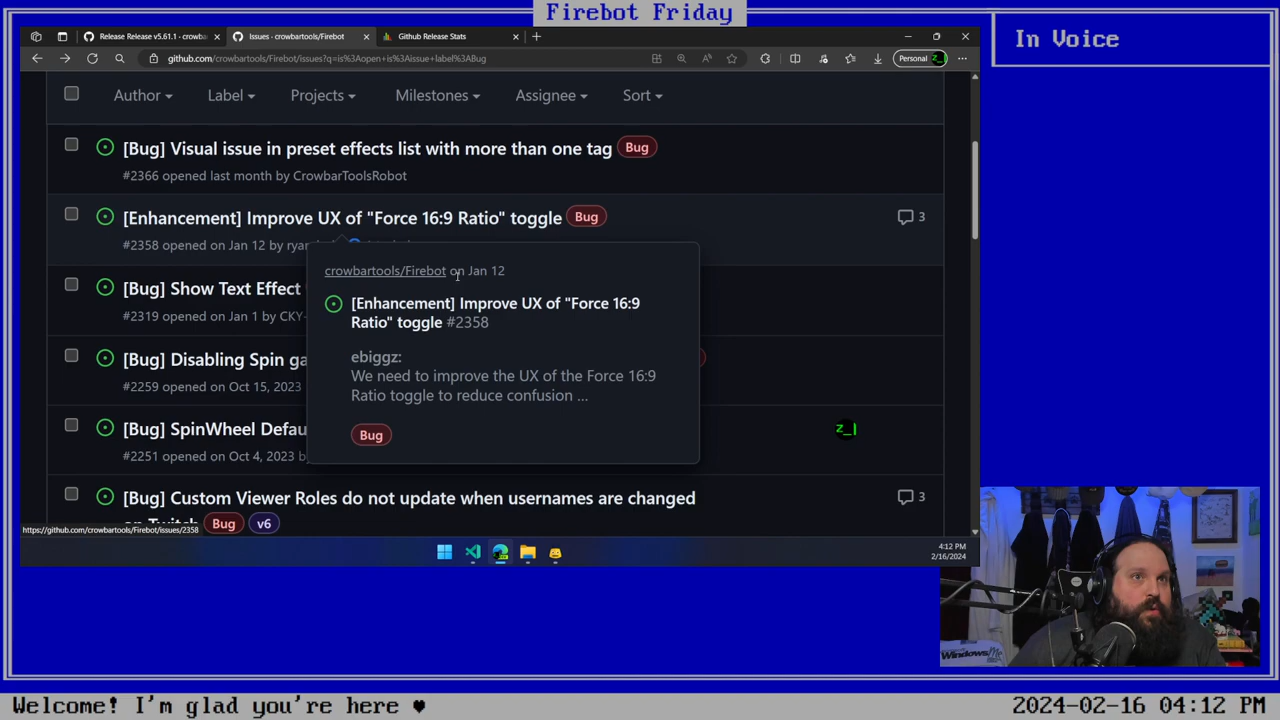 Firebot Friday
In Voice
Release Release v5.61.1 - crowba
Issues - crowbartools/Firebot
Github Release Stats
github.com/crowbartools/Firebot/issues?q=is%3Aopen+is%3Aissue+label%3ABug
Personal
Author
Label
Projects
Milestones
Assignee
Sort
[Bug] Visual issue in preset effects list with more than one tag Bug
#2366 opened last month by CrowbarToolsRobot
[Enhancement] Improve UX of "Force 16:9 Ratio" toggle Bug
3
#2358 opened on Jan 12 by
crowbartools/Firebot on Jan 12
[Enhancement] Improve UX of "Force 16:9
Ratio" toggle #2358
ebiggz:
We need to improve the UX of the Force 16:9
Ratio toggle to reduce confusion ...
Bug
[Bug] Show Text Effect
#2319 opened on Jan 1 by CKY-
[Bug] Disabling Spin ga
#2259 opened on Oct 15, 2023
[Bug] SpinWheel Defau
z_|
#2251 opened on Oct 4, 2023 b
[Bug] Custom Viewer Roles do not update when usernames are changed
3
on Twitch Bug v6
https://github.com/crowbartools/Firebot/issues/2358
4:12 PM
2/16/2024
Windows Me
Welcome! I'm glad you're here ♥
2024-02-16 04:12 PM